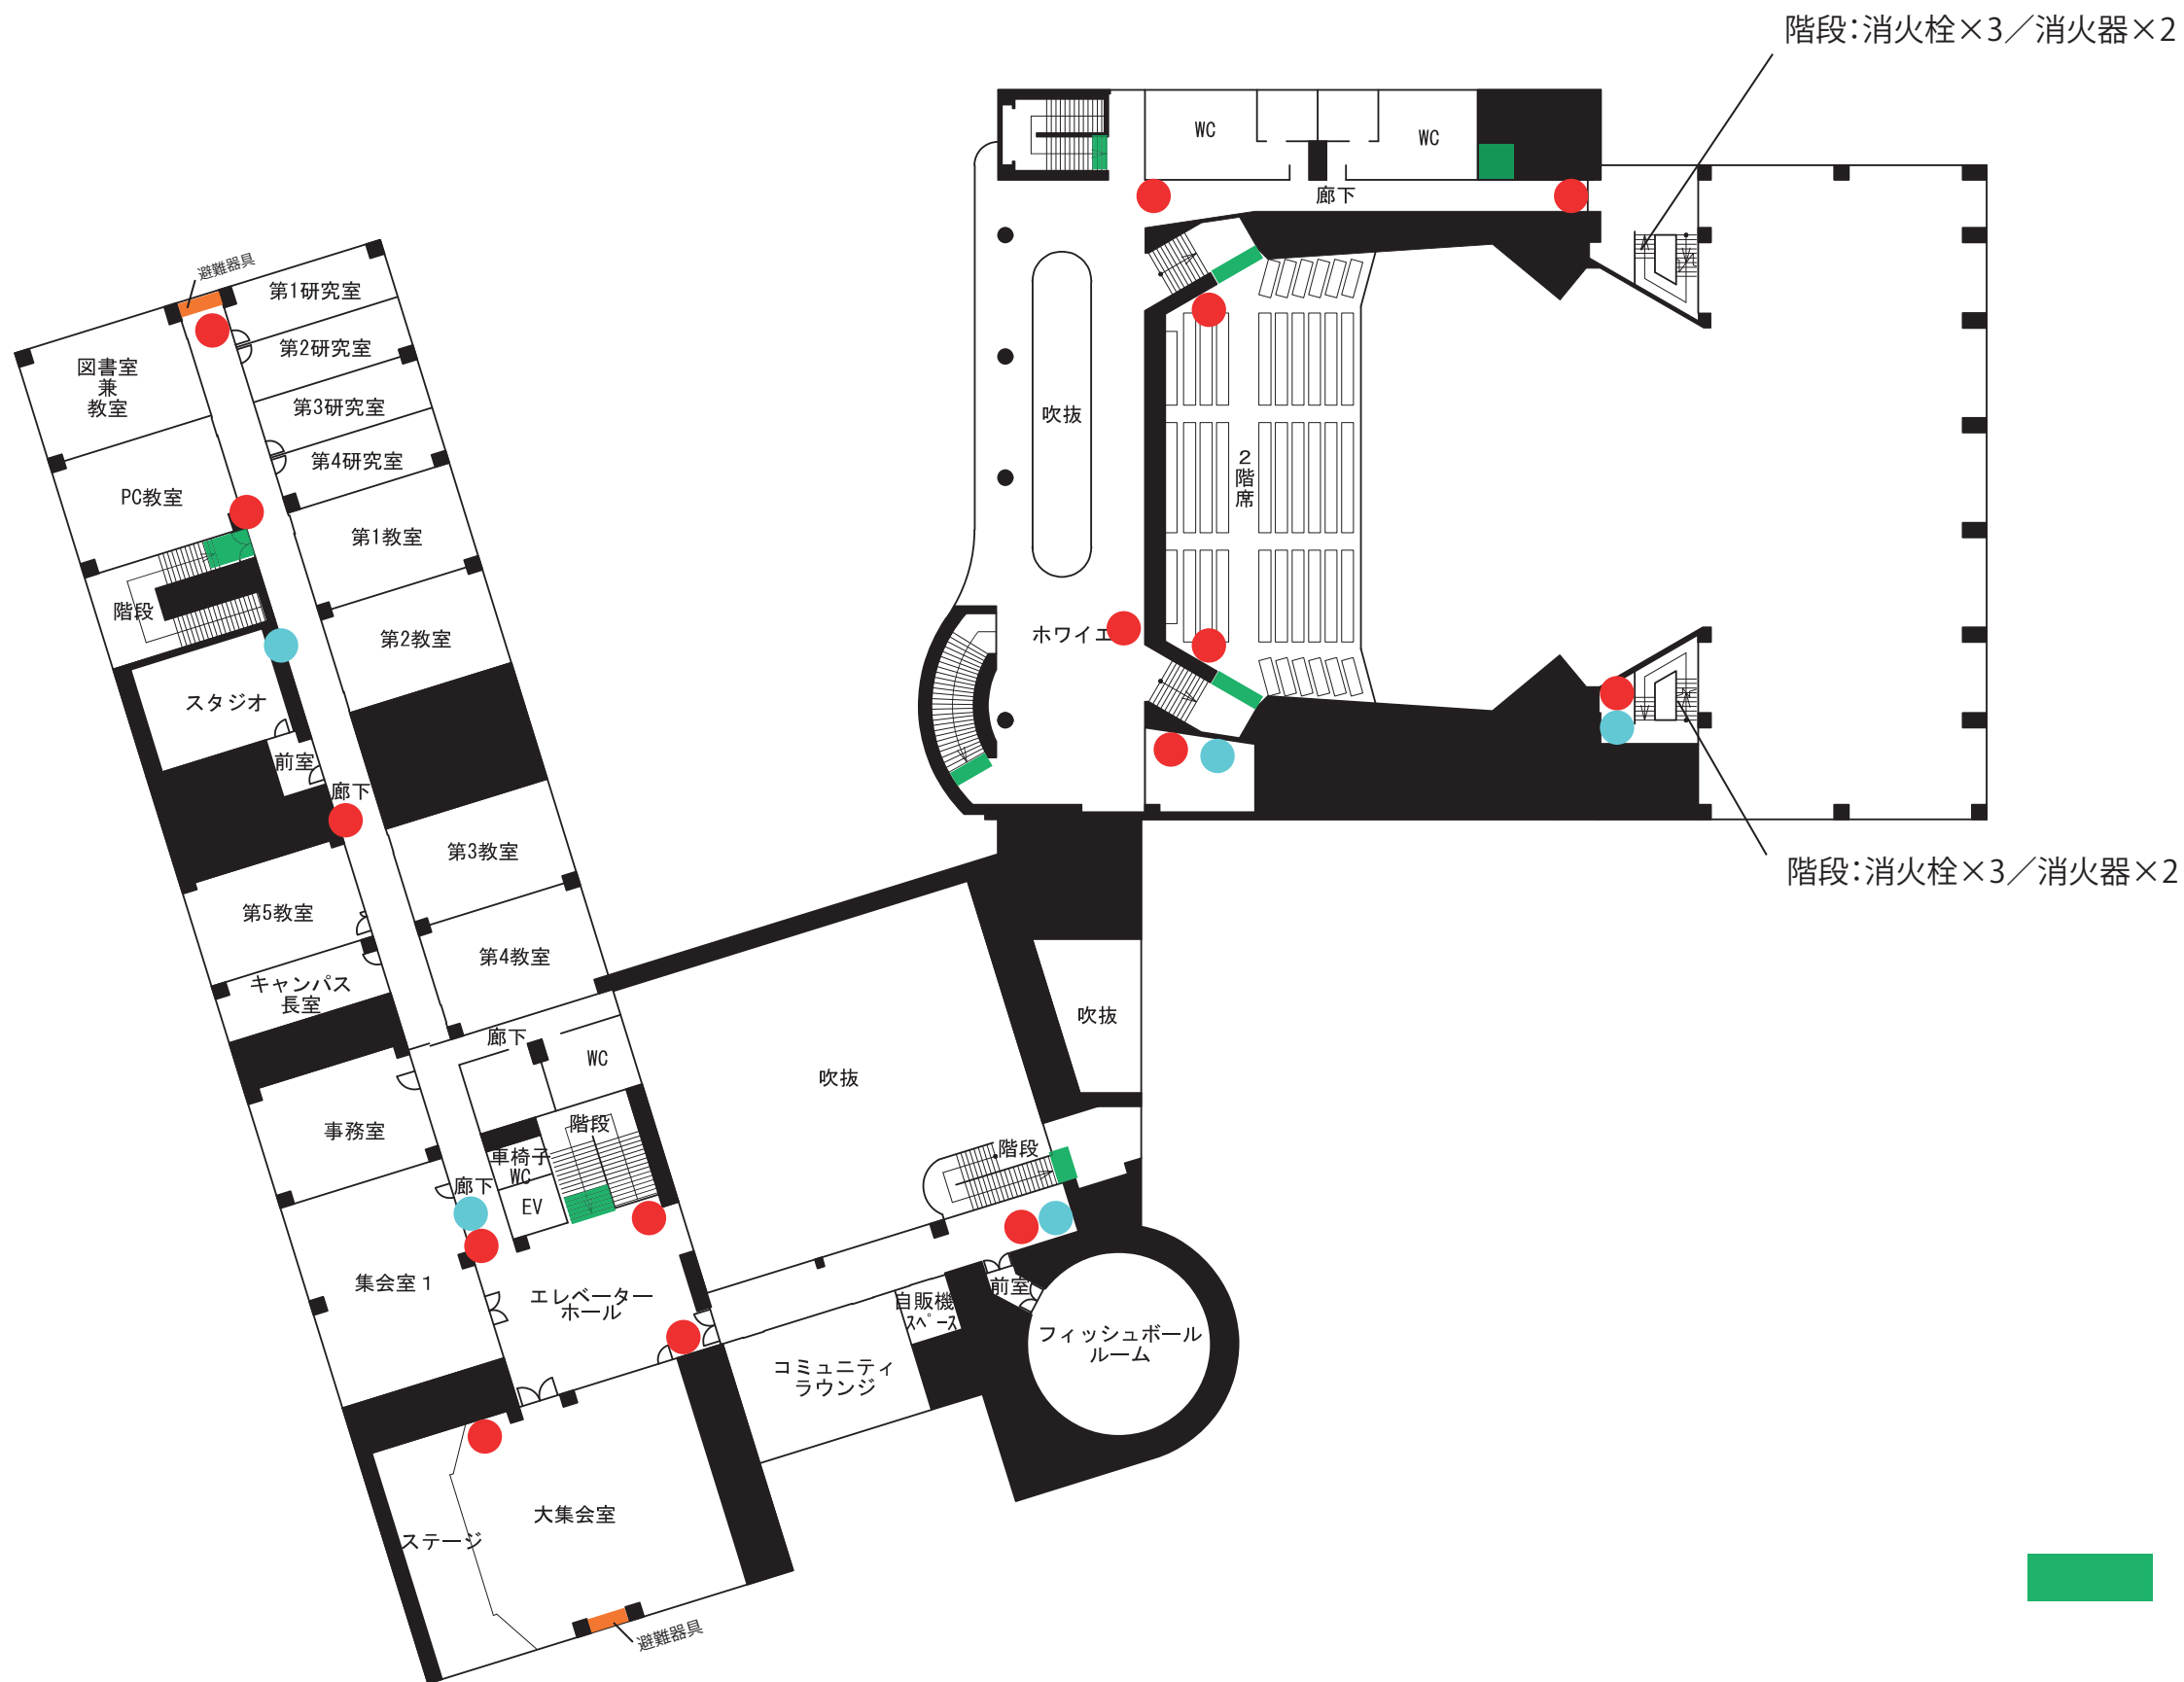 階段：消火栓×3／消火器×2
WC
WC
廊下
吹抜
2
階
席
ホワイエ
階段：消火栓×3／消火器×2
避難器具
第1研究室
第2研究室
第3研究室
第4研究室
図書室
兼
教室
PC教室
第1教室
階段
第2教室
スタジオ
前室
廊下
第3教室
第5教室
第4教室
キャンパス
長室
廊下
WC
事務室
階段
車椅子
WC
廊下
EV
集会室1
エレベーター
ホール
吹抜
吹抜
階段
前室
自販機
スペース
フィッシュボール
ルーム
コミュニティ
ラウンジ
大集会室
ステージ
避難器具